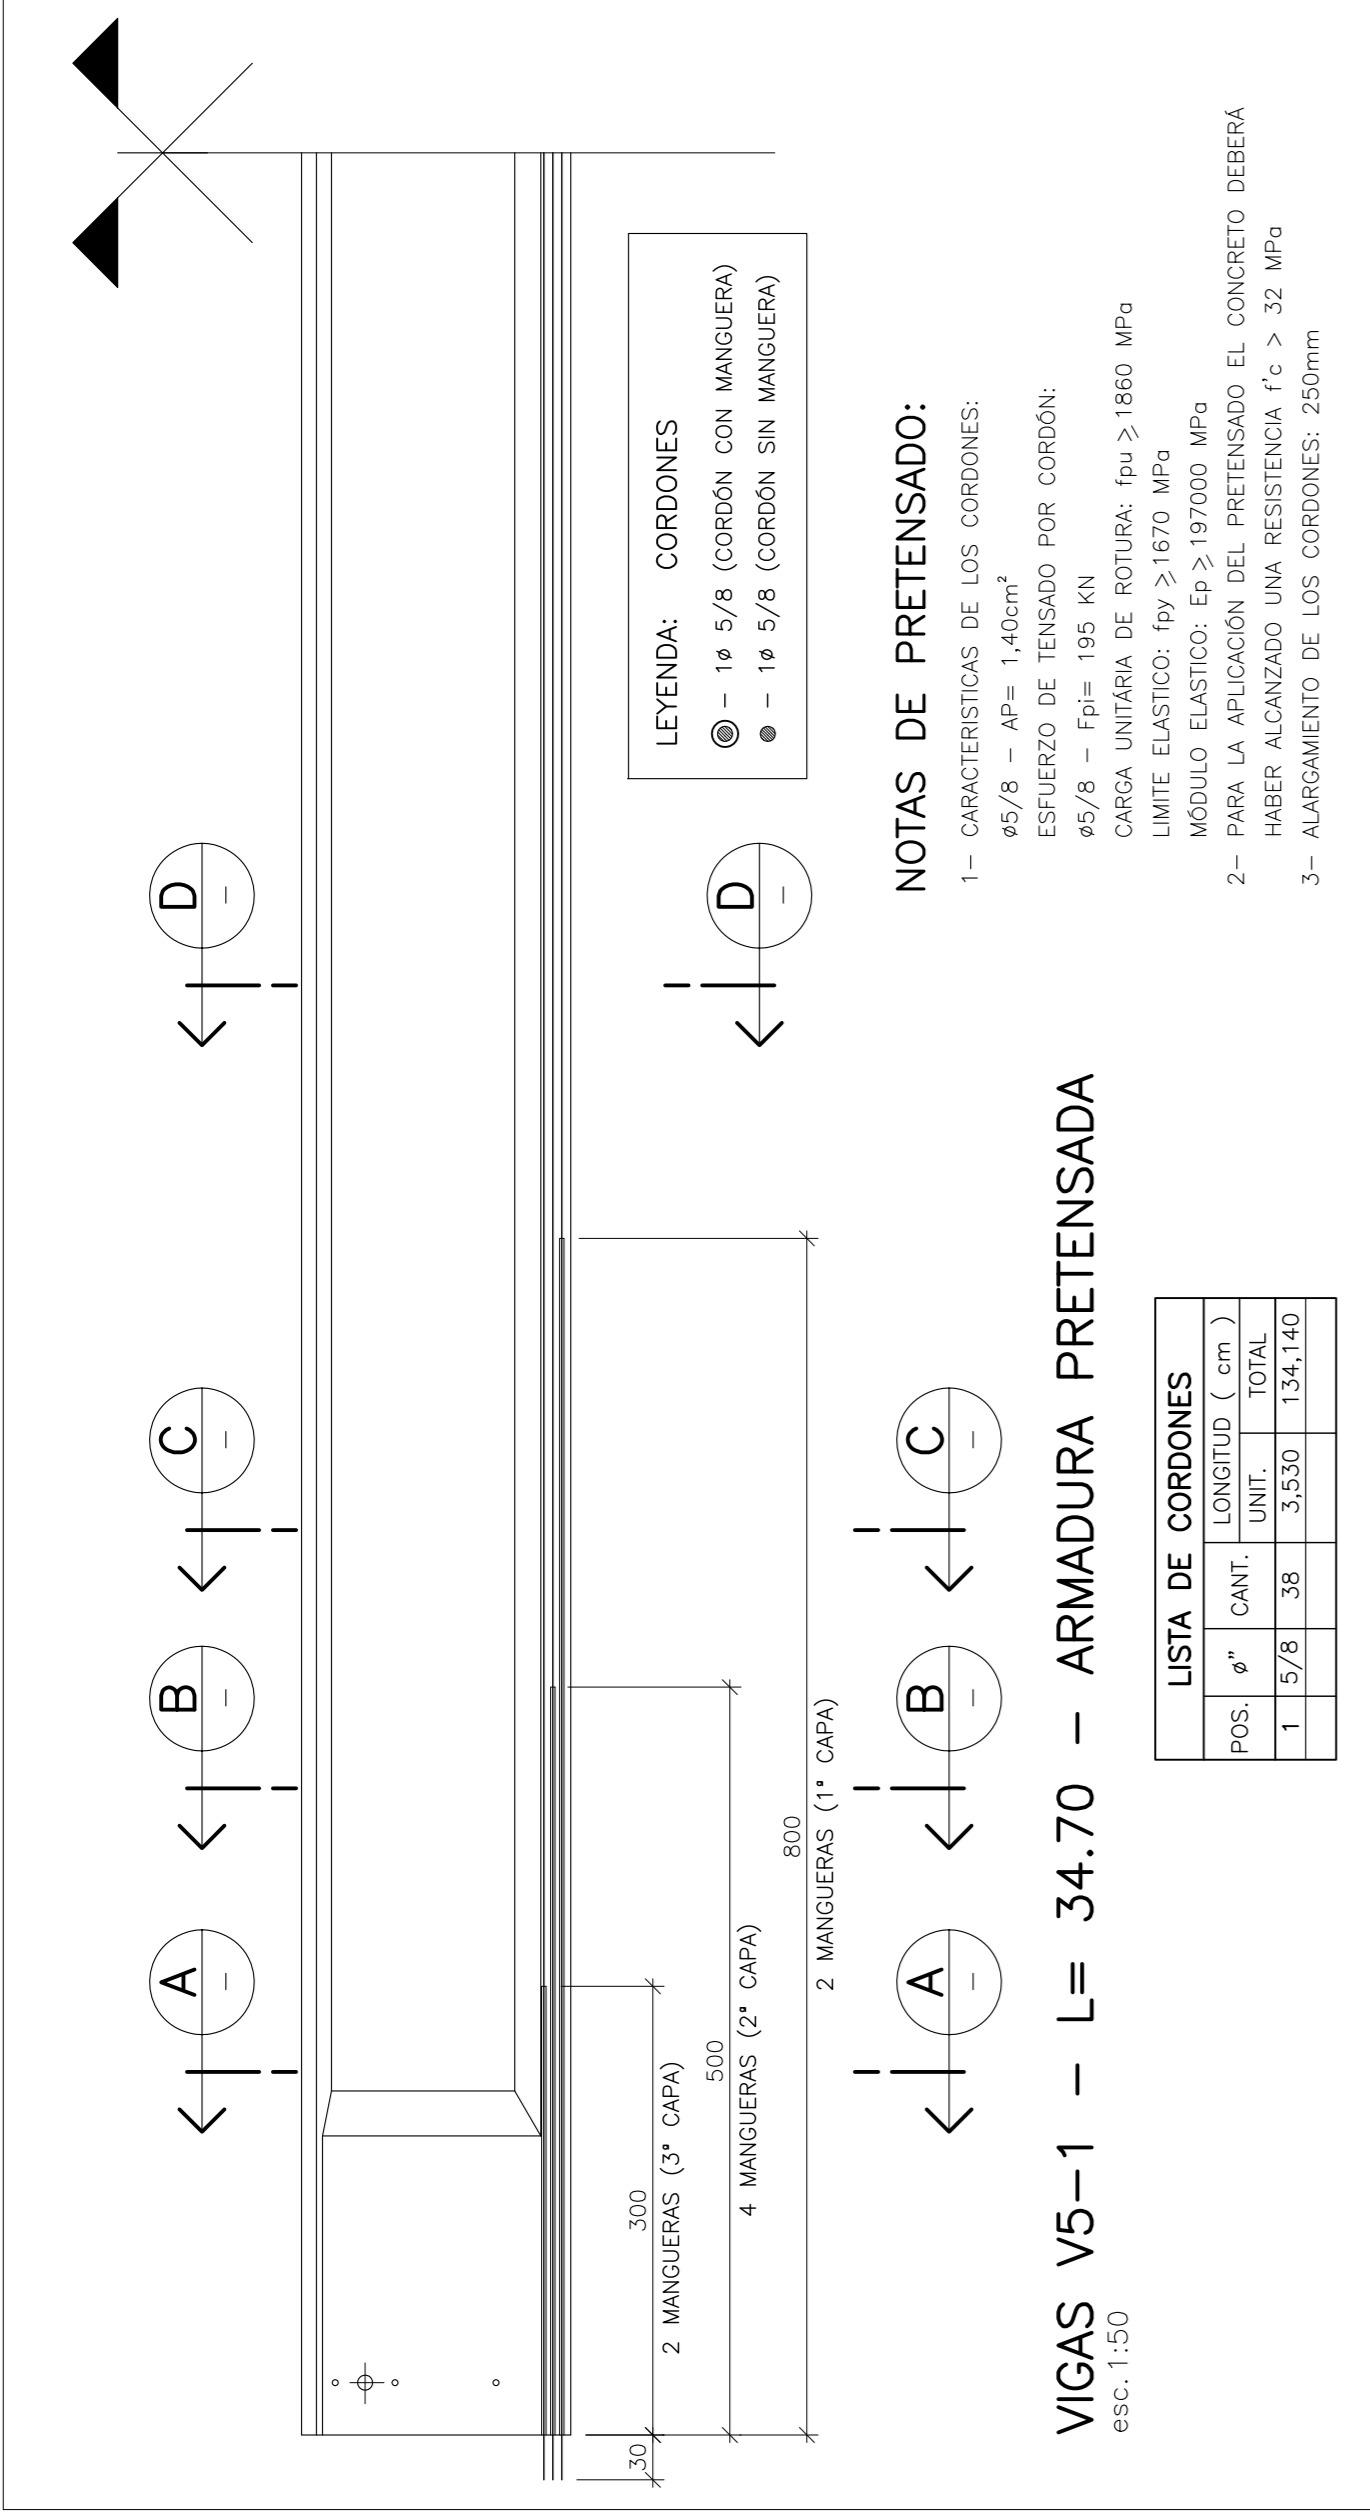 A
B
C
D
A
B
C
D
300
30
2 MANGUERAS (3ª CAPA)
500
4 MANGUERAS (2ª CAPA)
800
2 MANGUERAS (1ª CAPA)
LEYENDA: CORDONES
– 1ø 5/8 (CORDÓN CON MANGUERA)
– 1ø 5/8 (CORDÓN SIN MANGUERA)
NOTAS DE PRETENSADO:
1– CARACTERISTICAS DE LOS CORDONES:
ø5/8 – AP= 1,40cm²
ESFUERZO DE TENSADO POR CORDÓN:
ø5/8 – Fpi= 195 KN
CARGA UNITÁRIA DE ROTURA: fpu ⩾ 1860 MPa
LIMITE ELASTICO: fpy ⩾ 1670 MPa
MÓDULO ELASTICO: Ep ⩾ 197000 MPa
2– PARA LA APLICACIÓN DEL PRETENSADO EL CONCRETO DEBERÁ
HABER ALCANZADO UNA RESISTENCIA f'c > 32 MPa
3– ALARGAMIENTO DE LOS CORDONES: 250mm
VIGAS V5–1 – L= 34.70 – ARMADURA PRETENSADA
esc. 1:50
LISTA DE CORDONES
POS. ø" CANT. LONGITUD ( cm )
UNIT. TOTAL
1 5/8 38 3,530 134,140